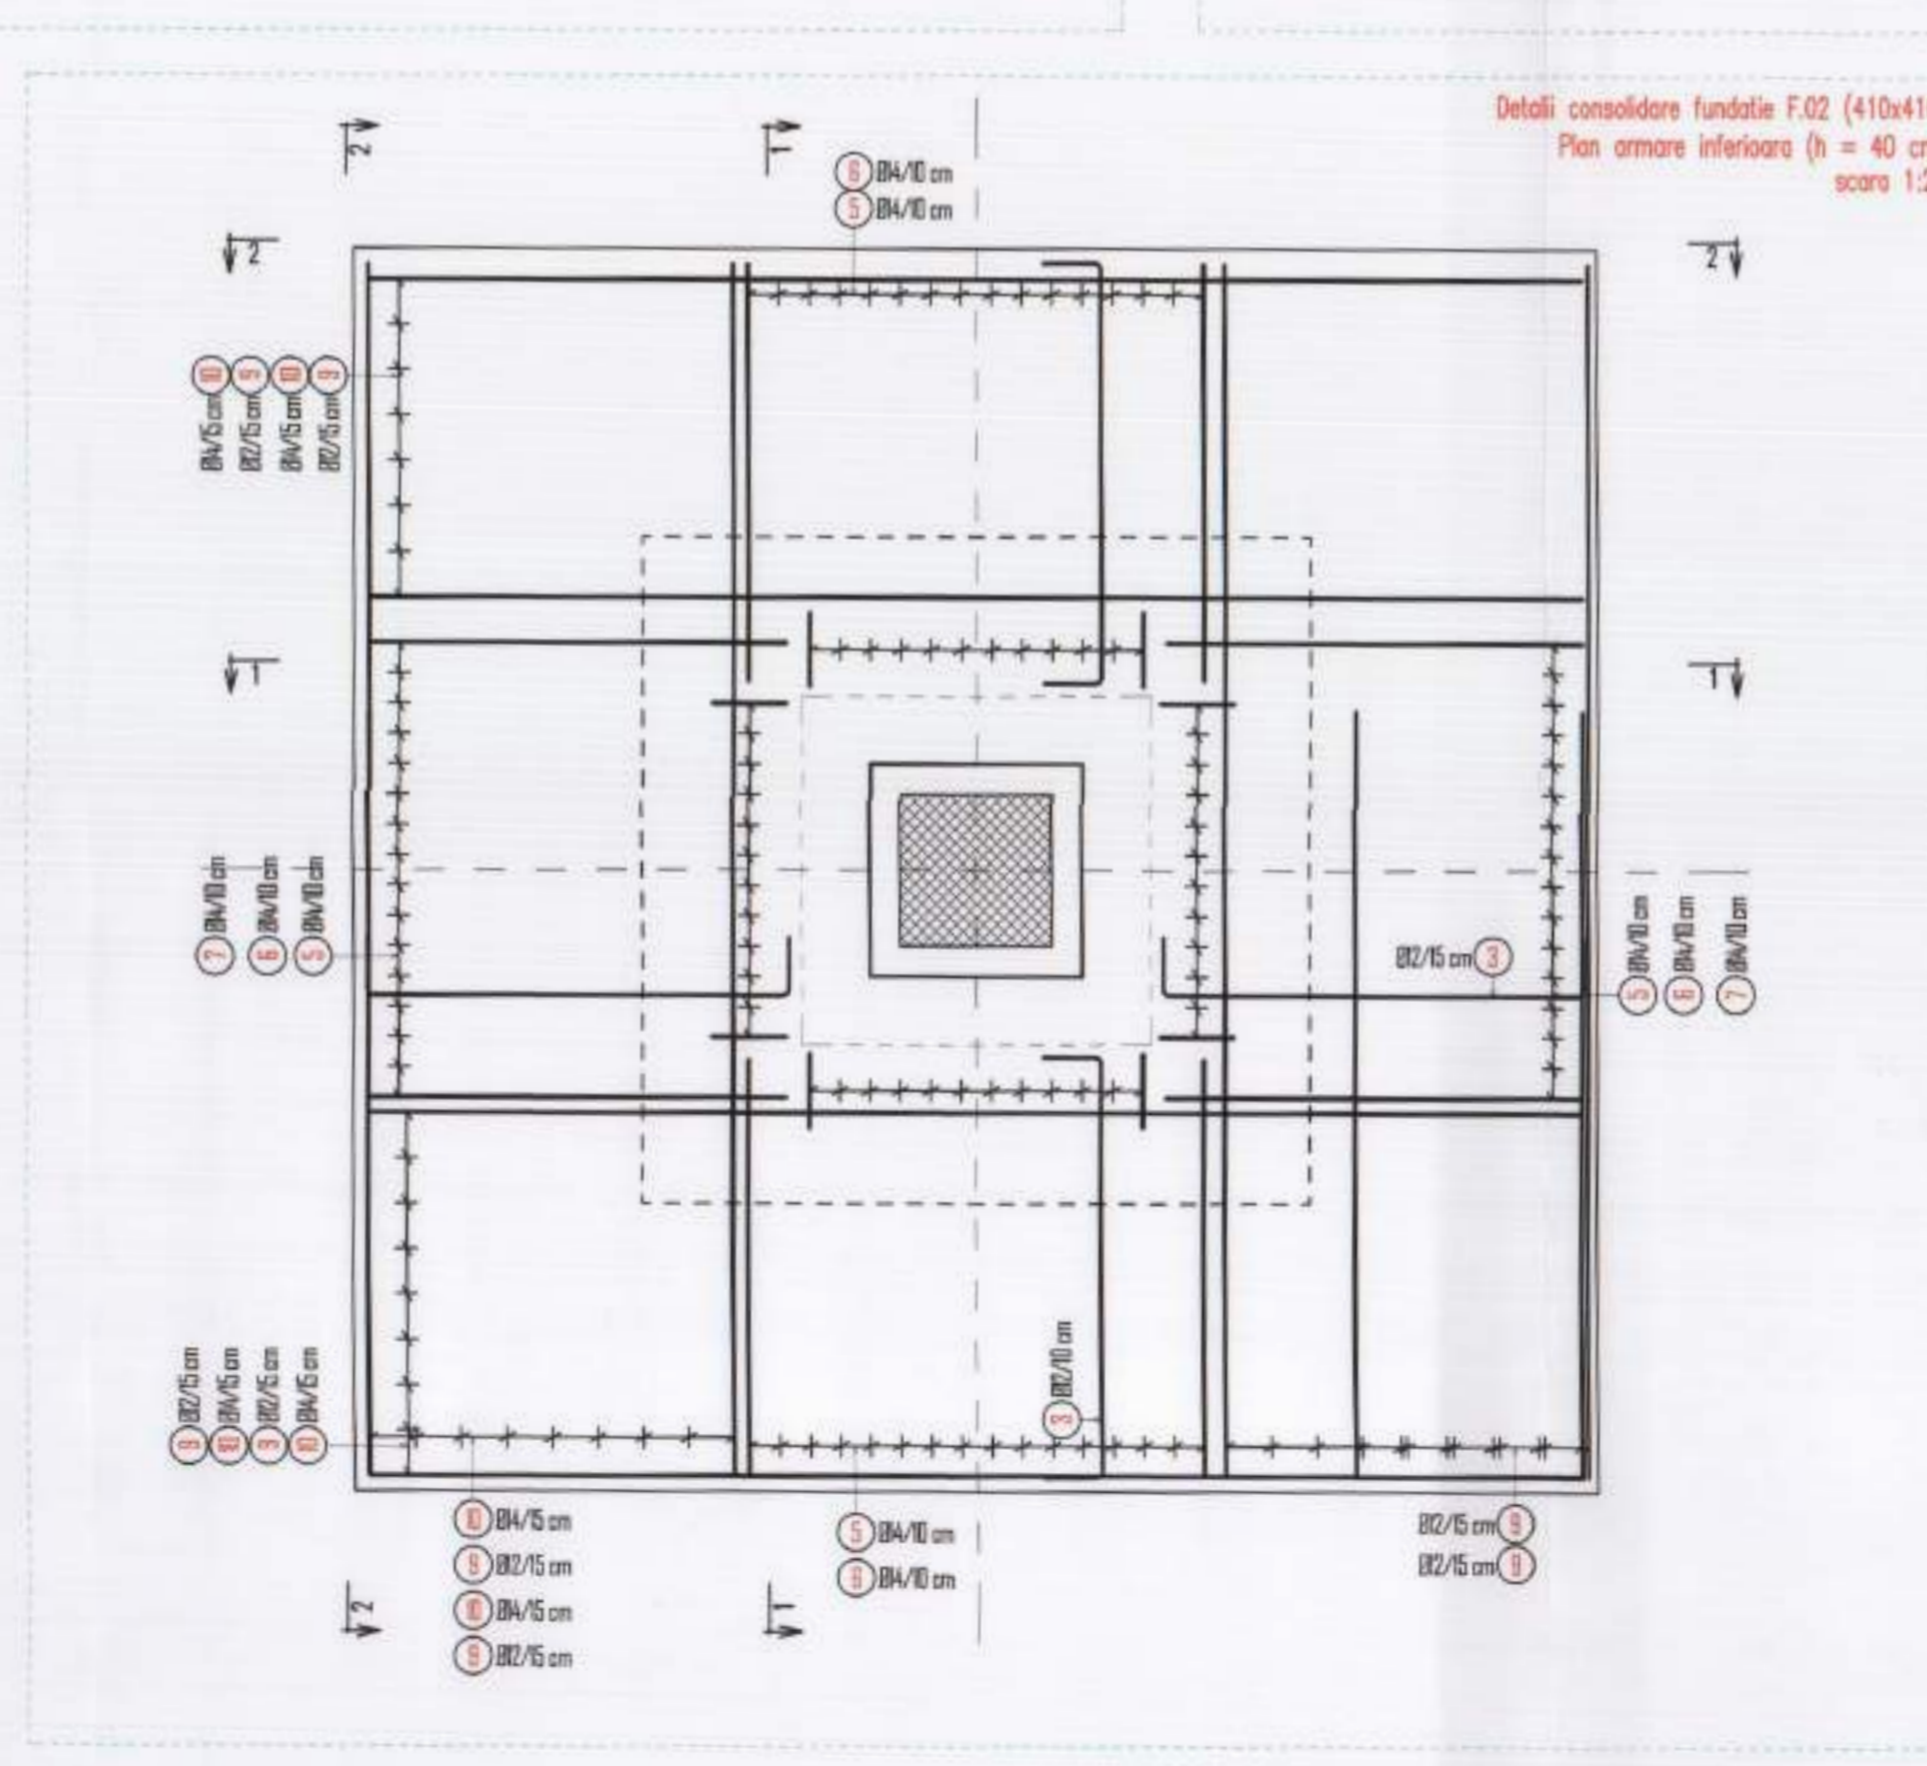 Detalii consolidare fundatie F.02 (410x41
Plan armare inferioara (h = 40 cm
scara 1:2
2
1
6 Ø14/10 cm
5 Ø14/10 cm
2
2
10 9 10 9
Ø14/15 cm
Ø12/15 cm
Ø14/15 cm
Ø12/15 cm
1
1
7 Ø14/10 cm
6 Ø14/10 cm
5 Ø14/10 cm
Ø12/15 cm 3
5 Ø14/10 cm
6 Ø14/10 cm
7 Ø14/10 cm
3 Ø12/10 cm
9 Ø12/15 cm
10 Ø14/15 cm
9 Ø12/15 cm
10 Ø14/15 cm
10 Ø14/15 cm
9 Ø12/15 cm
10 Ø14/15 cm
9 Ø12/15 cm
5 Ø14/10 cm
6 Ø14/10 cm
Ø12/15 cm 9
Ø12/15 cm 9
2
1